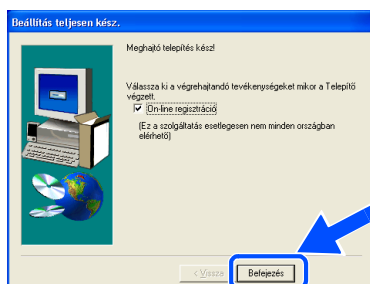 Beállítás teljesen kész.
Meghajtó telepítés kész!
Válassza ki a végrehajtandó tevékenységeket mikor a Telepítő
végzett.
On-line regisztráció
(Ez a szolgáltatás esetlegesen nem minden országban
elérhető)
< Vissza
Befejezés